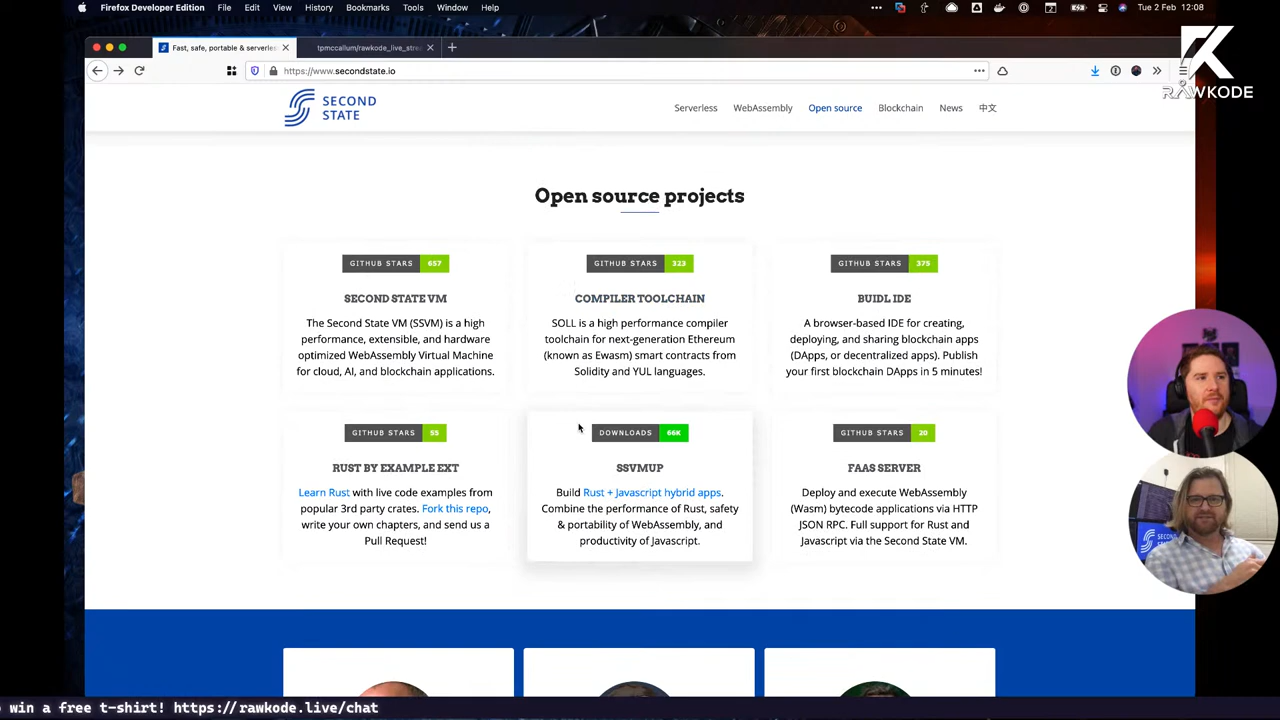 Firefox Developer Edition File Edit View History Bookmarks Tools Window Help
Tue 2 Feb 12:08
Fast, safe, portable & serverles
tpmccallum/rawkode_live_stre
https://www.secondstate.io
RAWKODE
SECOND STATE
Serverless WebAssembly Open source Blockchain News 中文
Open source projects
GITHUB STARS 657
SECOND STATE VM
The Second State VM (SSVM) is a high
performance, extensible, and hardware
optimized WebAssembly Virtual Machine
for cloud, AI, and blockchain applications.
GITHUB STARS 323
COMPILER TOOLCHAIN
SOLL is a high performance compiler
toolchain for next-generation Ethereum
(known as Ewasm) smart contracts from
Solidity and YUL languages.
GITHUB STARS 375
BUIDL IDE
A browser-based IDE for creating,
deploying, and sharing blockchain apps
(DApps, or decentralized apps). Publish
your first blockchain DApps in 5 minutes!
GITHUB STARS 55
RUST BY EXAMPLE EXT
Learn Rust with live code examples from
popular 3rd party crates. Fork this repo,
write your own chapters, and send us a
Pull Request!
DOWNLOADS 66K
SSVMUP
Build Rust + Javascript hybrid apps.
Combine the performance of Rust, safety
& portability of WebAssembly, and
productivity of Javascript.
GITHUB STARS 20
FAAS SERVER
Deploy and execute WebAssembly
(Wasm) bytecode applications via HTTP
JSON RPC. Full support for Rust and
Javascript via the Second State VM.
win a free t-shirt! https://rawkode.live/chat